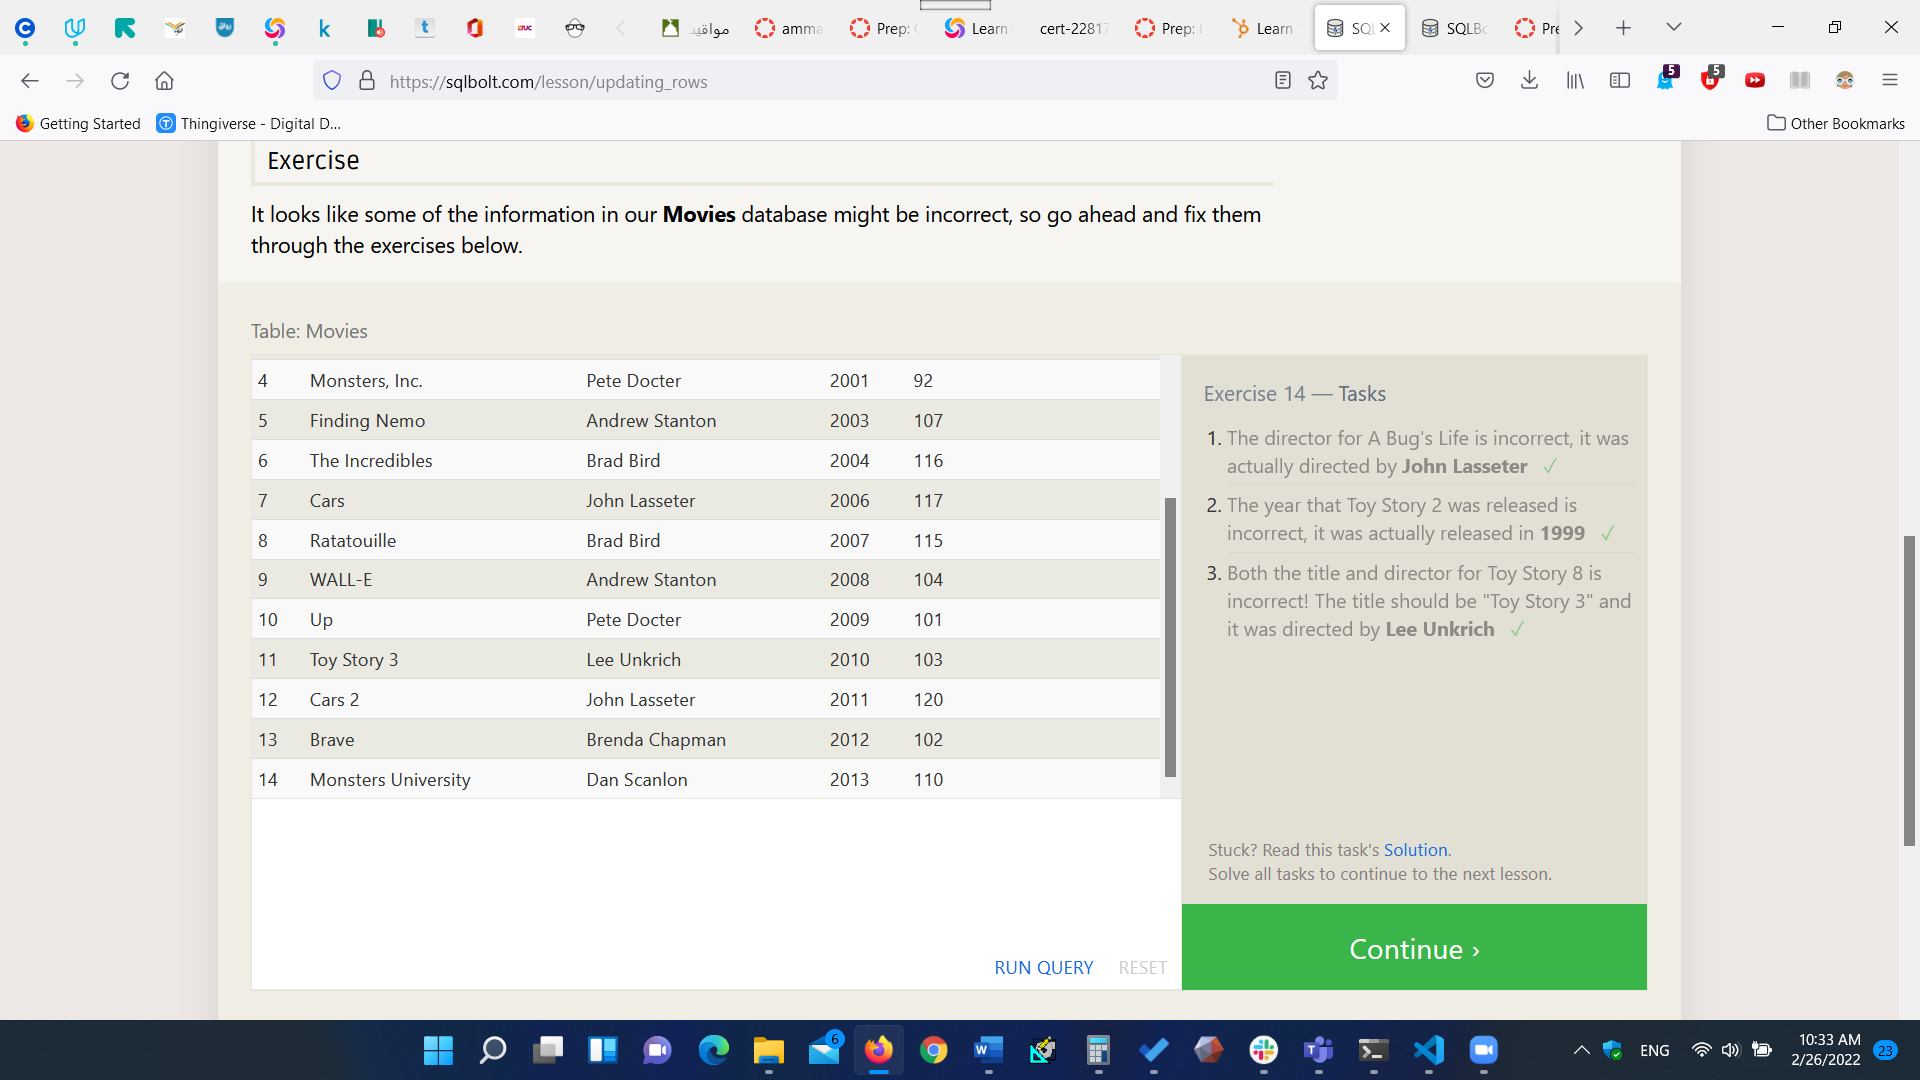 مواقيت
amma
Prep:
Learn
cert-22817
Prep:
Learn
SQL
SQLBo
Pre
https://sqlbolt.com/lesson/updating_rows
5
5
Getting Started
Thingiverse - Digital D...
Other Bookmarks
Exercise
It looks like some of the information in our Movies database might be incorrect, so go ahead and fix them
through the exercises below.
Table: Movies
4 Monsters, Inc. Pete Docter 2001 92
5 Finding Nemo Andrew Stanton 2003 107
6 The Incredibles Brad Bird 2004 116
7 Cars John Lasseter 2006 117
8 Ratatouille Brad Bird 2007 115
9 WALL-E Andrew Stanton 2008 104
10 Up Pete Docter 2009 101
11 Toy Story 3 Lee Unkrich 2010 103
12 Cars 2 John Lasseter 2011 120
13 Brave Brenda Chapman 2012 102
14 Monsters University Dan Scanlon 2013 110
RUN QUERY RESET
Exercise 14 — Tasks
1. The director for A Bug's Life is incorrect, it was
actually directed by John Lasseter ✓
2. The year that Toy Story 2 was released is
incorrect, it was actually released in 1999 ✓
3. Both the title and director for Toy Story 8 is
incorrect! The title should be "Toy Story 3" and
it was directed by Lee Unkrich ✓
Stuck? Read this task's Solution.
Solve all tasks to continue to the next lesson.
Continue ›
6
ENG
10:33 AM
2/26/2022
23